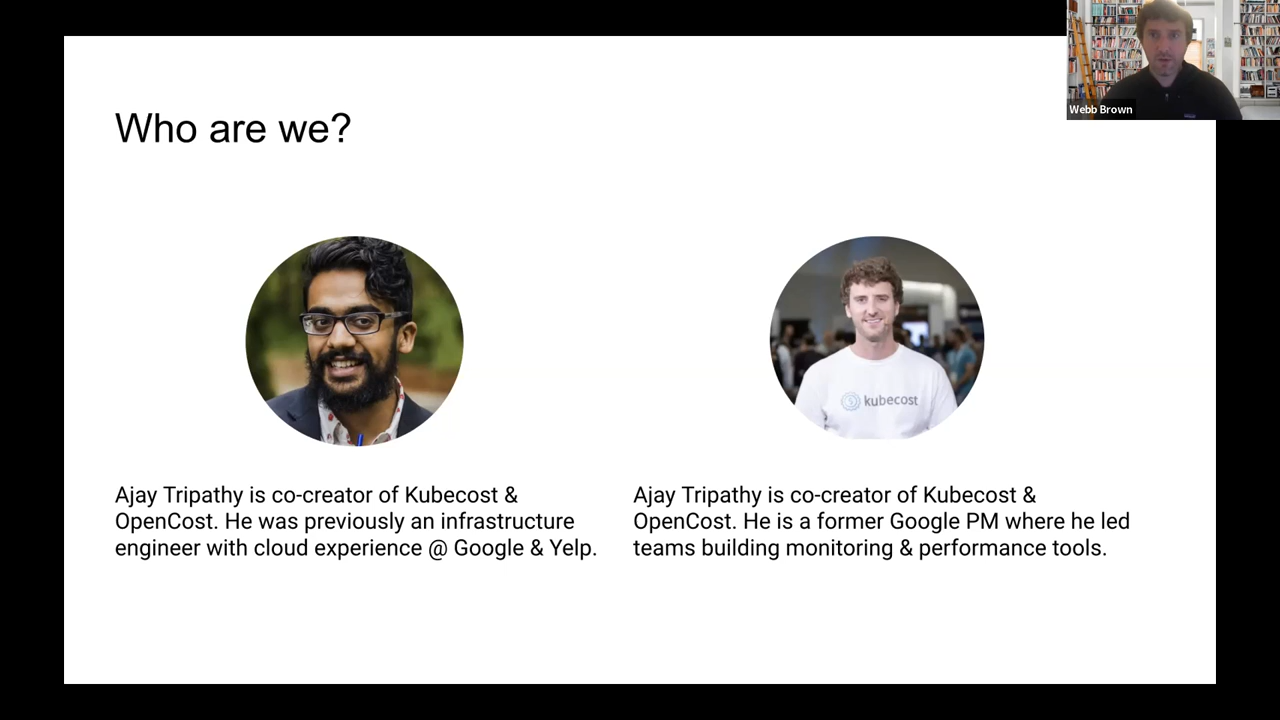 Webb Brown
Who are we?
kubecost
Ajay Tripathy is co-creator of Kubecost &
OpenCost. He was previously an infrastructure
engineer with cloud experience @ Google & Yelp.
Ajay Tripathy is co-creator of Kubecost &
OpenCost. He is a former Google PM where he led
teams building monitoring & performance tools.